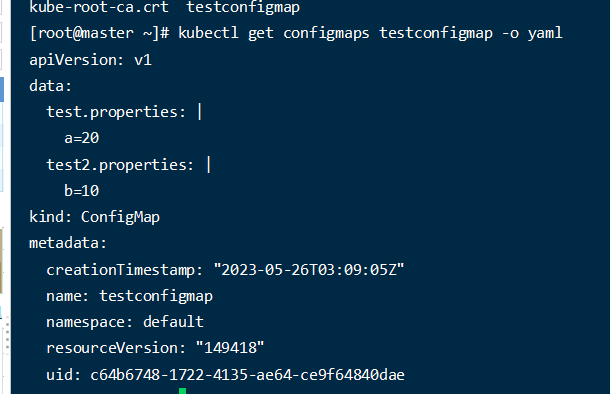 kube-root-ca.crt  testconfigmap
[root@master ~]# kubectl get configmaps testconfigmap -o yaml
apiVersion: v1
data:
  test.properties: |
    a=20
  test2.properties: |
    b=10
kind: ConfigMap
metadata:
  creationTimestamp: "2023-05-26T03:09:05Z"
  name: testconfigmap
  namespace: default
  resourceVersion: "149418"
  uid: c64b6748-1722-4135-ae64-ce9f64840dae